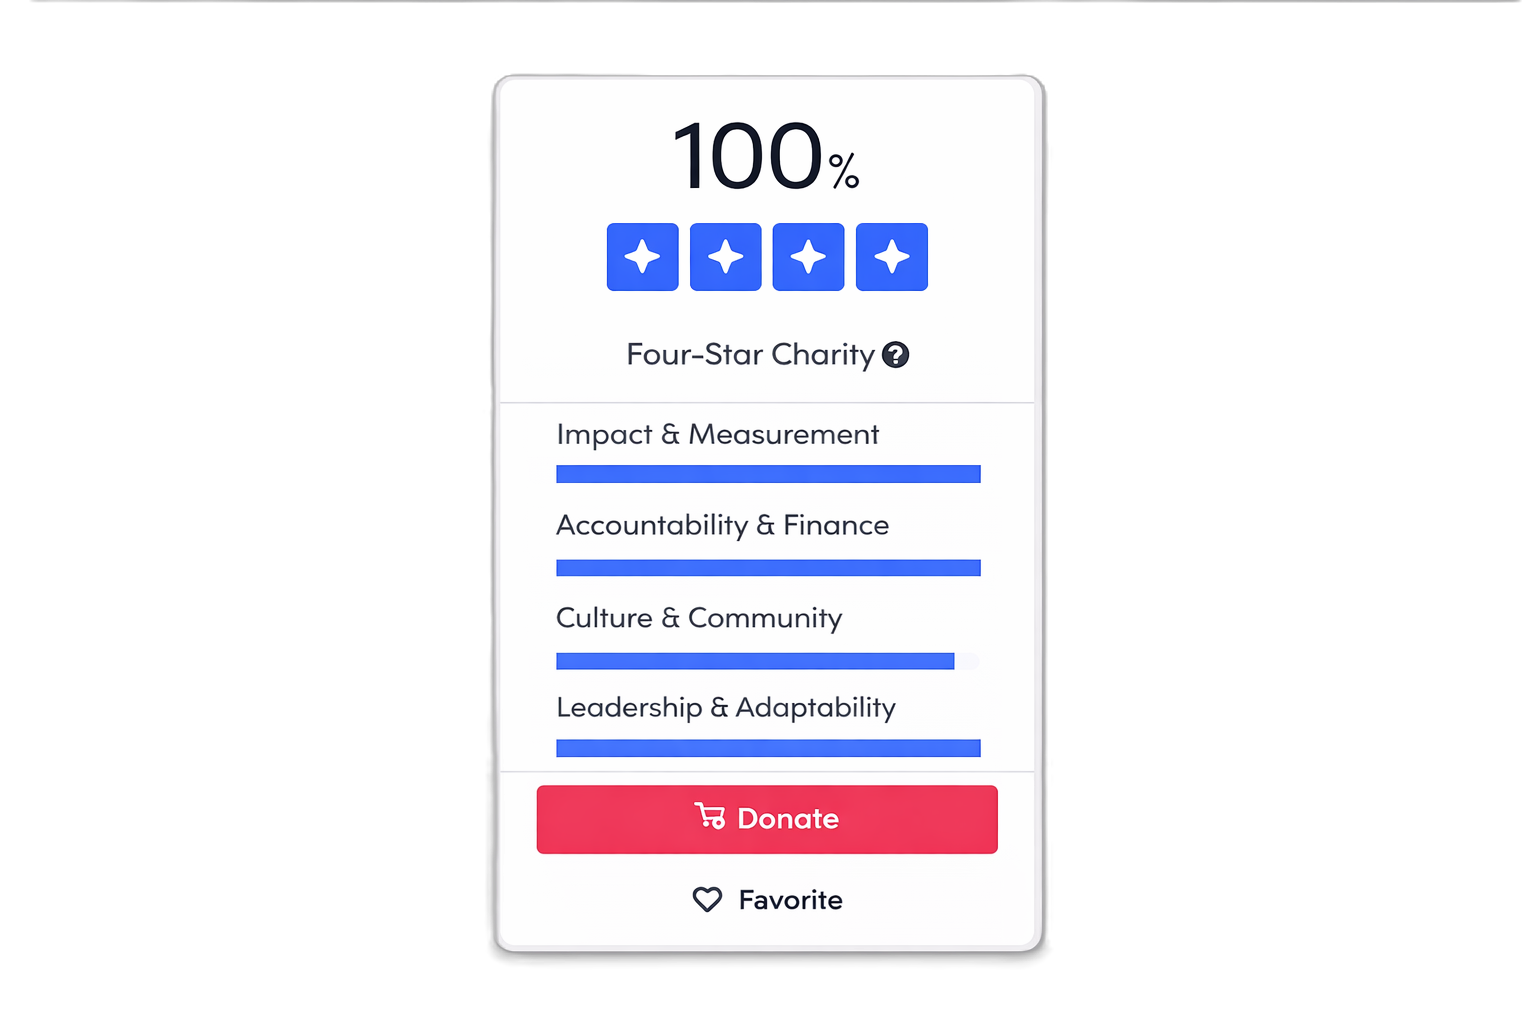 100%
Four-Star Charity
Impact & Measurement
Accountability & Finance
Culture & Community
Leadership & Adaptability
Donate
Favorite